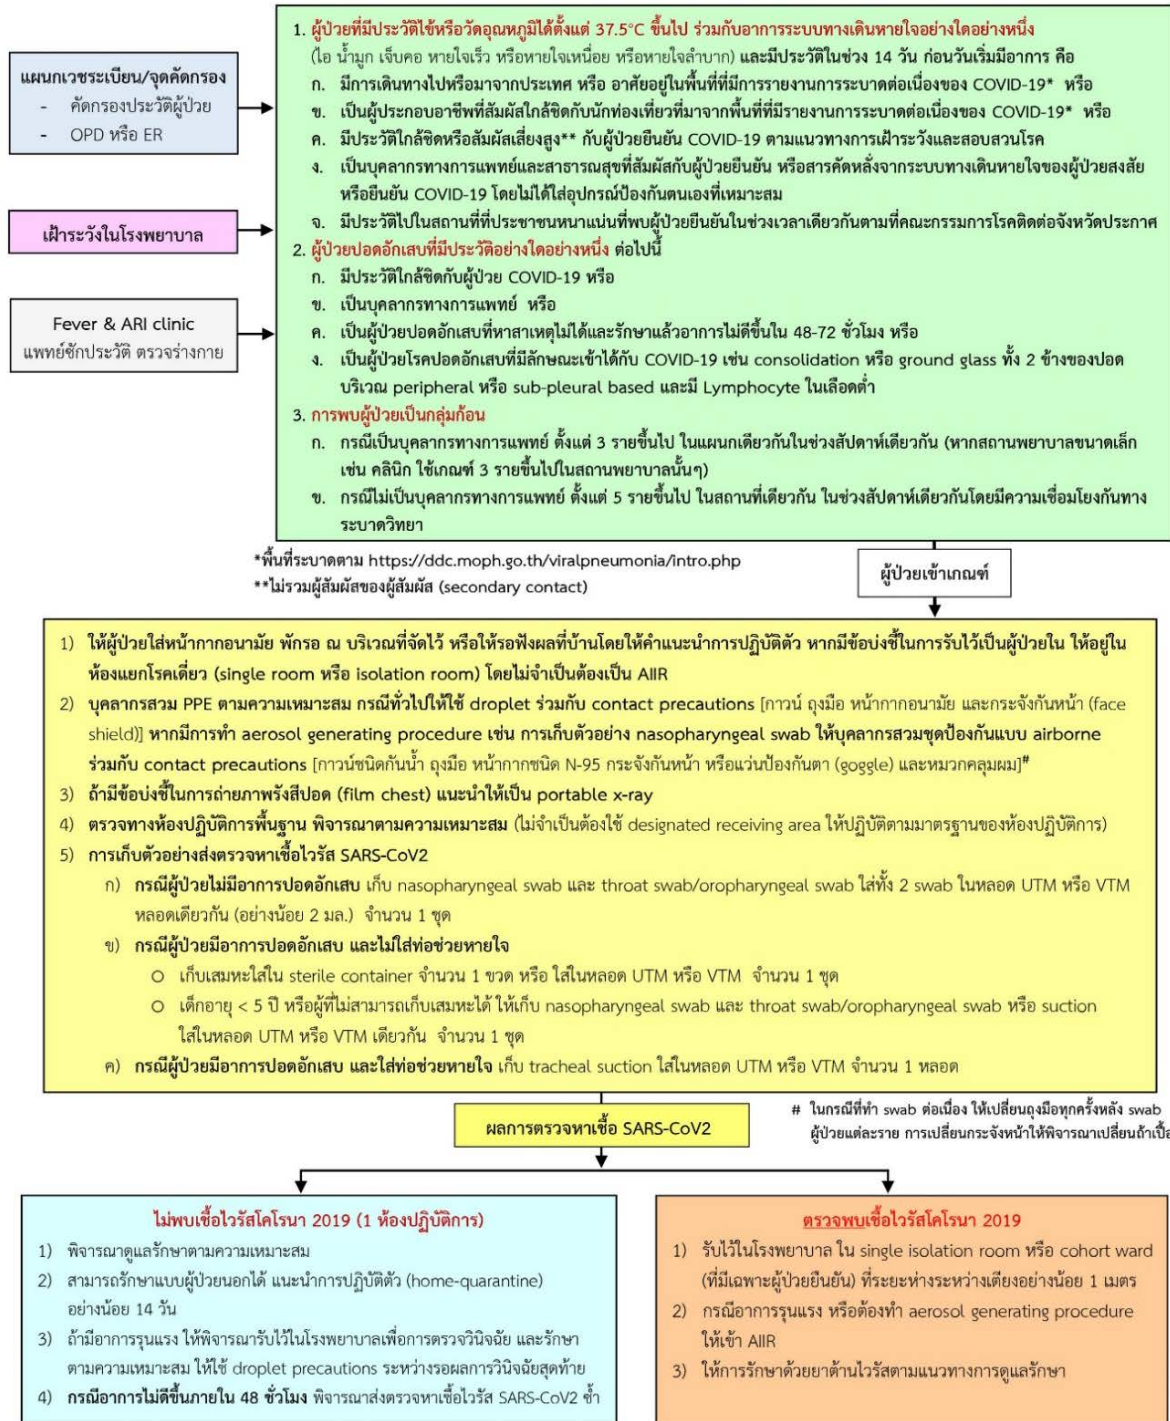 แผนกเวชระเบียน/จุดคัดกรอง
- คัดกรองประวัติผู้ป่วย
- OPD หรือ ER
เฝ้าระวังในโรงพยาบาล
Fever & ARI clinic
แพทย์ซักประวัติ ตรวจร่างกาย
1. ผู้ป่วยที่มีประวัติไข้หรือวัดอุณหภูมิได้ตั้งแต่ 37.5°C ขึ้นไป ร่วมกับอาการระบบทางเดินหายใจอย่างใดอย่างหนึ่ง
(ไอ น้ำมูก เจ็บคอ หายใจเร็ว หรือหายใจเหนื่อย หรือหายใจลำบาก) และมีประวัติในช่วง 14 วัน ก่อนวันเริ่มมีอาการ คือ
ก. มีการเดินทางไปหรือมาจากประเทศ หรือ อาศัยอยู่ในพื้นที่ที่มีการรายงานการระบาดต่อเนื่องของ COVID-19* หรือ
ข. เป็นผู้ประกอบอาชีพที่สัมผัสใกล้ชิดกับนักท่องเที่ยวที่มาจากพื้นที่ที่มีรายงานการระบาดต่อเนื่องของ COVID-19* หรือ
ค. มีประวัติใกล้ชิดหรือสัมผัสเสี่ยงสูง** กับผู้ป่วยยืนยัน COVID-19 ตามแนวทางการเฝ้าระวังและสอบสวนโรค
ง. เป็นบุคลากรทางการแพทย์และสาธารณสุขที่สัมผัสกับผู้ป่วยยืนยัน หรือสารคัดหลั่งจากระบบทางเดินหายใจของผู้ป่วยสงสัย
หรือยืนยัน COVID-19 โดยไม่ได้ใส่อุปกรณ์ป้องกันตนเองที่เหมาะสม
จ. มีประวัติไปในสถานที่ที่ประชาชนหนาแน่นที่พบผู้ป่วยยืนยันในช่วงเวลาเดียวกันตามที่คณะกรรมการโรคติดต่อจังหวัดประกาศ
2. ผู้ป่วยปอดอักเสบที่มีประวัติอย่างใดอย่างหนึ่ง ต่อไปนี้
ก. มีประวัติใกล้ชิดกับผู้ป่วย COVID-19 หรือ
ข. เป็นบุคลากรทางการแพทย์ หรือ
ค. เป็นผู้ป่วยปอดอักเสบที่หาสาเหตุไม่ได้และรักษาแล้วอาการไม่ดีขึ้นใน 48-72 ชั่วโมง หรือ
ง. เป็นผู้ป่วยโรคปอดอักเสบที่มีลักษณะเข้าได้กับ COVID-19 เช่น consolidation หรือ ground glass ทั้ง 2 ข้างของปอด
บริเวณ peripheral หรือ sub-pleural based และมี Lymphocyte ในเลือดต่ำ
3. การพบผู้ป่วยเป็นกลุ่มก้อน
ก. กรณีเป็นบุคลากรทางการแพทย์ ตั้งแต่ 3 รายขึ้นไป ในแผนกเดียวกันในช่วงสัปดาห์เดียวกัน (หากสถานพยาบาลขนาดเล็ก
เช่น คลินิก ใช้เกณฑ์ 3 รายขึ้นไปในสถานพยาบาลนั้นๆ)
ข. กรณีไม่เป็นบุคลากรทางการแพทย์ ตั้งแต่ 5 รายขึ้นไป ในสถานที่เดียวกัน ในช่วงสัปดาห์เดียวกันโดยมีความเชื่อมโยงกันทาง
ระบาดวิทยา
*พื้นที่ระบาดตาม https://ddc.moph.go.th/viralpneumonia/intro.php
**ไม่รวมผู้สัมผัสของผู้สัมผัส (secondary contact)
ผู้ป่วยเข้าเกณฑ์
1) ให้ผู้ป่วยใส่หน้ากากอนามัย พักรอ ณ บริเวณที่จัดไว้ หรือให้รอฟังผลที่บ้านโดยให้คำแนะนำการปฏิบัติตัว หากมีข้อบ่งชี้ในการรับไว้เป็นผู้ป่วยใน ให้อยู่ใน
ห้องแยกโรคเดี่ยว (single room หรือ isolation room) โดยไม่จำเป็นต้องเป็น AIIR
2) บุคลากรสวม PPE ตามความเหมาะสม กรณีทั่วไปให้ใช้ droplet ร่วมกับ contact precautions [กาวน์ ถุงมือ หน้ากากอนามัย และกระจังกันหน้า (face
shield)] หากมีการทำ aerosol generating procedure เช่น การเก็บตัวอย่าง nasopharyngeal swab ให้บุคลากรสวมชุดป้องกันแบบ airborne
ร่วมกับ contact precautions [กาวน์ชนิดกันน้ำ ถุงมือ หน้ากากชนิด N-95 กระจังกันหน้า หรือแว่นป้องกันตา (goggle) และหมวกคลุมผม]#
3) ถ้ามีข้อบ่งชี้ในการถ่ายภาพรังสีปอด (film chest) แนะนำให้เป็น portable x-ray
4) ตรวจทางห้องปฏิบัติการพื้นฐาน พิจารณาตามความเหมาะสม (ไม่จำเป็นต้องใช้ designated receiving area ให้ปฏิบัติตามมาตรฐานของห้องปฏิบัติการ)
5) การเก็บตัวอย่างส่งตรวจหาเชื้อไวรัส SARS-CoV2
ก) กรณีผู้ป่วยไม่มีอาการปอดอักเสบ เก็บ nasopharyngeal swab และ throat swab/oropharyngeal swab ใส่ทั้ง 2 swab ในหลอด UTM หรือ VTM
หลอดเดียวกัน (อย่างน้อย 2 มล.) จำนวน 1 ชุด
ข) กรณีผู้ป่วยมีอาการปอดอักเสบ และไม่ใส่ท่อช่วยหายใจ
o เก็บเสมหะใส่ใน sterile container จำนวน 1 ขวด หรือ ใส่ในหลอด UTM หรือ VTM จำนวน 1 ชุด
o เด็กอายุ < 5 ปี หรือผู้ที่ไม่สามารถเก็บเสมหะได้ ให้เก็บ nasopharyngeal swab และ throat swab/oropharyngeal swab หรือ suction
ใส่ในหลอด UTM หรือ VTM เดียวกัน จำนวน 1 ชุด
ค) กรณีผู้ป่วยมีอาการปอดอักเสบ และใส่ท่อช่วยหายใจ เก็บ tracheal suction ใส่ในหลอด UTM หรือ VTM จำนวน 1 หลอด
ผลการตรวจหาเชื้อ SARS-CoV2
# ในกรณีที่ทำ swab ต่อเนื่อง ให้เปลี่ยนถุงมือทุกครั้งหลัง swab
ผู้ป่วยแต่ละราย การเปลี่ยนกระจังหน้าให้พิจารณาเปลี่ยนถ้าเปื้อ
ไม่พบเชื้อไวรัสโคโรนา 2019 (1 ห้องปฏิบัติการ)
1) พิจารณาดูแลรักษาตามความเหมาะสม
2) สามารถรักษาแบบผู้ป่วยนอกได้ แนะนำการปฏิบัติตัว (home-quarantine)
อย่างน้อย 14 วัน
3) ถ้ามีอาการรุนแรง ให้พิจารณารับไว้ในโรงพยาบาลเพื่อการตรวจวินิจฉัย และรักษา
ตามความเหมาะสม ให้ใช้ droplet precautions ระหว่างรอผลการวินิจฉัยสุดท้าย
4) กรณีอาการไม่ดีขึ้นภายใน 48 ชั่วโมง พิจารณาส่งตรวจหาเชื้อไวรัส SARS-CoV2 ซ้ำ
ตรวจพบเชื้อไวรัสโคโรนา 2019
1) รับไว้ในโรงพยาบาล ใน single isolation room หรือ cohort ward
(ที่มีเฉพาะผู้ป่วยยืนยัน) ที่ระยะห่างระหว่างเตียงอย่างน้อย 1 เมตร
2) กรณีอาการรุนแรง หรือต้องทำ aerosol generating procedure
ให้เข้า AIIR
3) ให้การรักษาด้วยยาต้านไวรัสตามแนวทางการดูแลรักษา